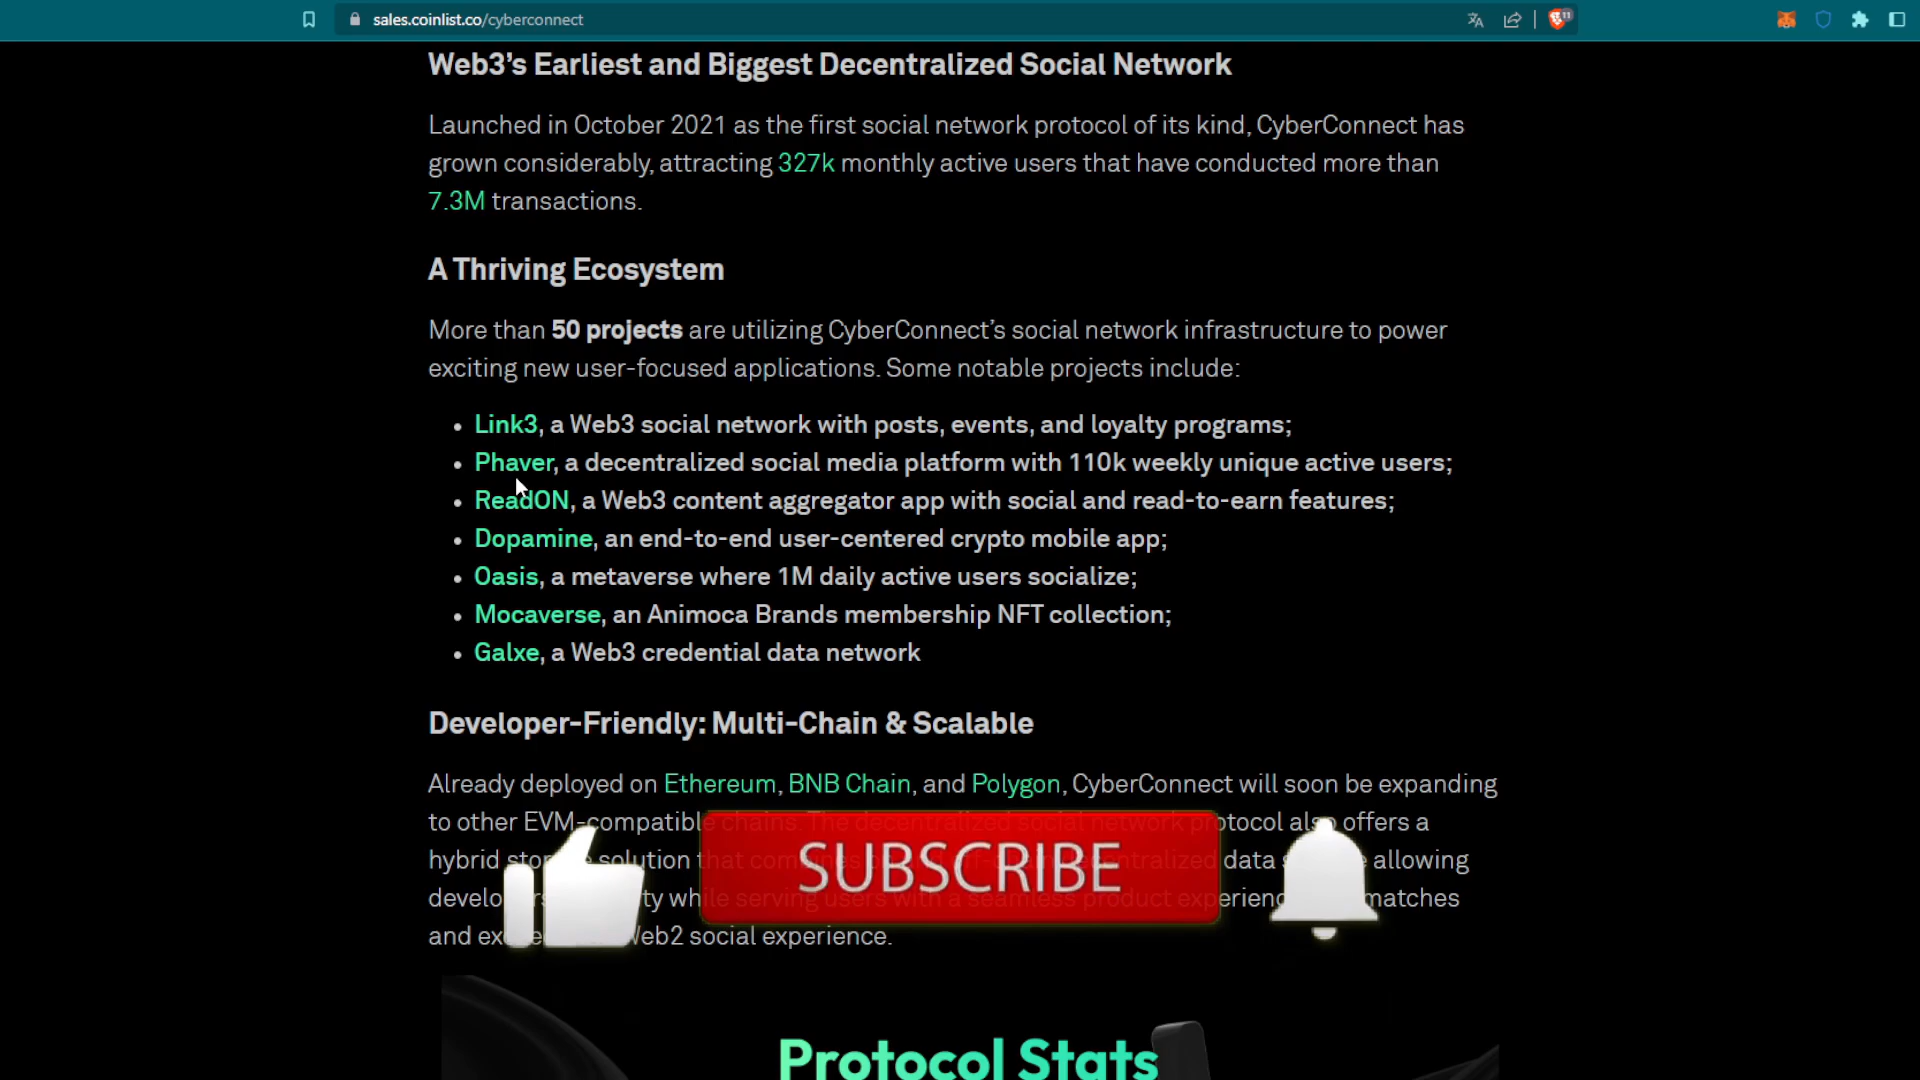 sales.coinlist.co/cyberconnect
11
Web3’s Earliest and Biggest Decentralized Social Network
Launched in October 2021 as the first social network protocol of its kind, CyberConnect has
grown considerably, attracting 327k monthly active users that have conducted more than
7.3M transactions.
A Thriving Ecosystem
More than 50 projects are utilizing CyberConnect’s social network infrastructure to power
exciting new user-focused applications. Some notable projects include:
• Link3, a Web3 social network with posts, events, and loyalty programs;
• Phaver, a decentralized social media platform with 110k weekly unique active users;
• ReadON, a Web3 content aggregator app with social and read-to-earn features;
• Dopamine, an end-to-end user-centered crypto mobile app;
• Oasis, a metaverse where 1M daily active users socialize;
• Mocaverse, an Animoca Brands membership NFT collection;
• Galxe, a Web3 credential data network
Developer-Friendly: Multi-Chain & Scalable
Already deployed on Ethereum, BNB Chain, and Polygon, CyberConnect will soon be expanding
to other EVM-compatible chains. The decentralized social network protocol also offers a
hybrid solution that decentralized data allowing
while serving users with a seamless product matches
SUBSCRIBE
and Web2 social experience.
Protocol Stats